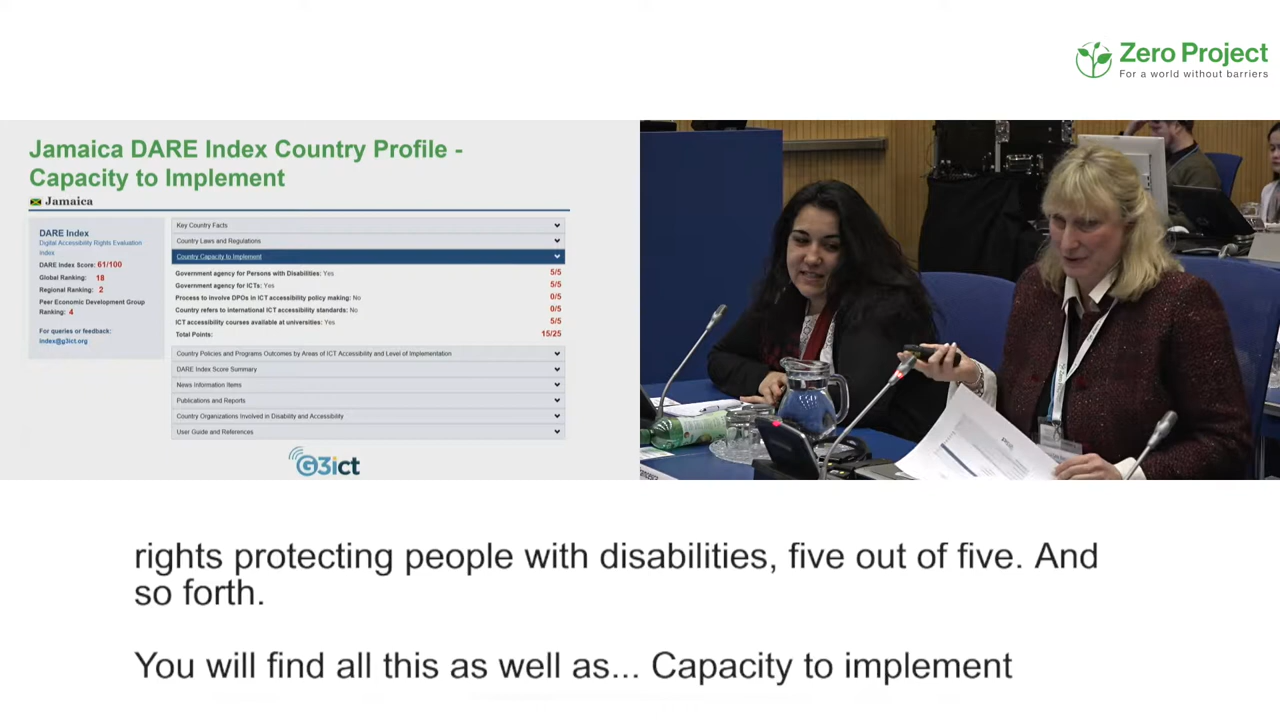 Zero Project
For a world without barriers
Jamaica DARE Index Country Profile -
Capacity to Implement
Jamaica
DARE Index
Digital Accessibility Rights Evaluation
Index
DARE Index Score: 61/100
Global Ranking: 18
Regional Ranking: 2
Peer Economic Development Group
Ranking: 4
For queries or feedback:
index@g3ict.org
Key Country Facts
Country Laws and Regulations
Country Capacity to Implement
Government agency for Persons with Disabilities: Yes 5/5
Government agency for ICTs: Yes 5/5
Process to involve DPOs in ICT accessibility policy making: No 0/5
Country refers to international ICT accessibility standards: No 0/5
ICT accessibility courses available at universities: Yes 5/5
Total Points: 15/25
Country Policies and Programs Outcomes by Areas of ICT Accessibility and Level of Implementation
DARE Index Score Summary
News Information Items
Publications and Reports
Country Organizations Involved in Disability and Accessibility
User Guide and References
G3ict
Francesca
rights protecting people with disabilities, five out of five. And
so forth.
You will find all this as well as... Capacity to implement